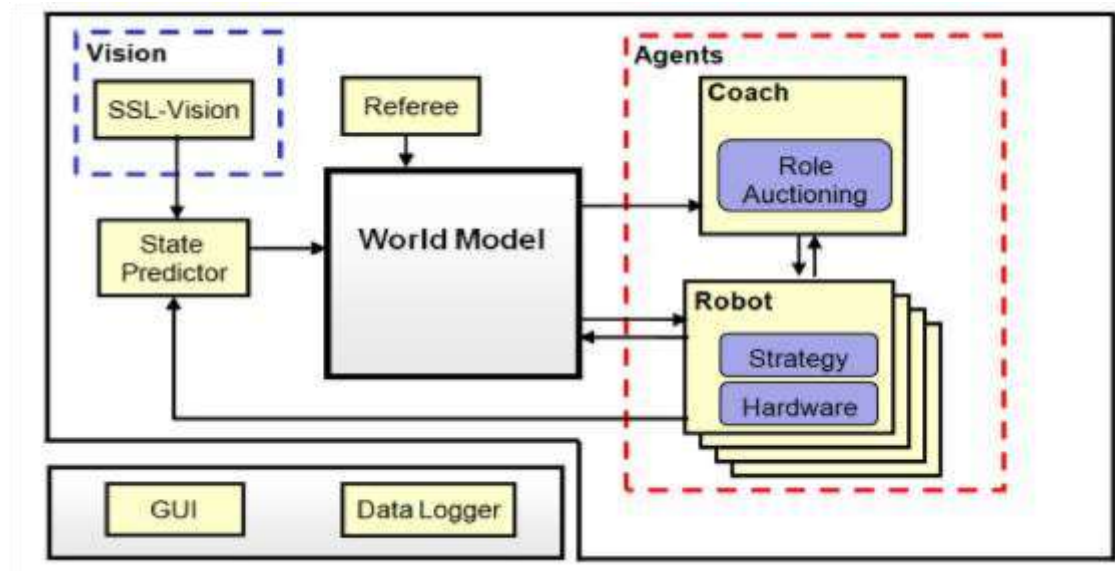 Vision
SSL-Vision
Referee
State
Predictor
World Model
Agents
Coach
Role
Auctioning
Robot
Strategy
Hardware
GUI
Data Logger